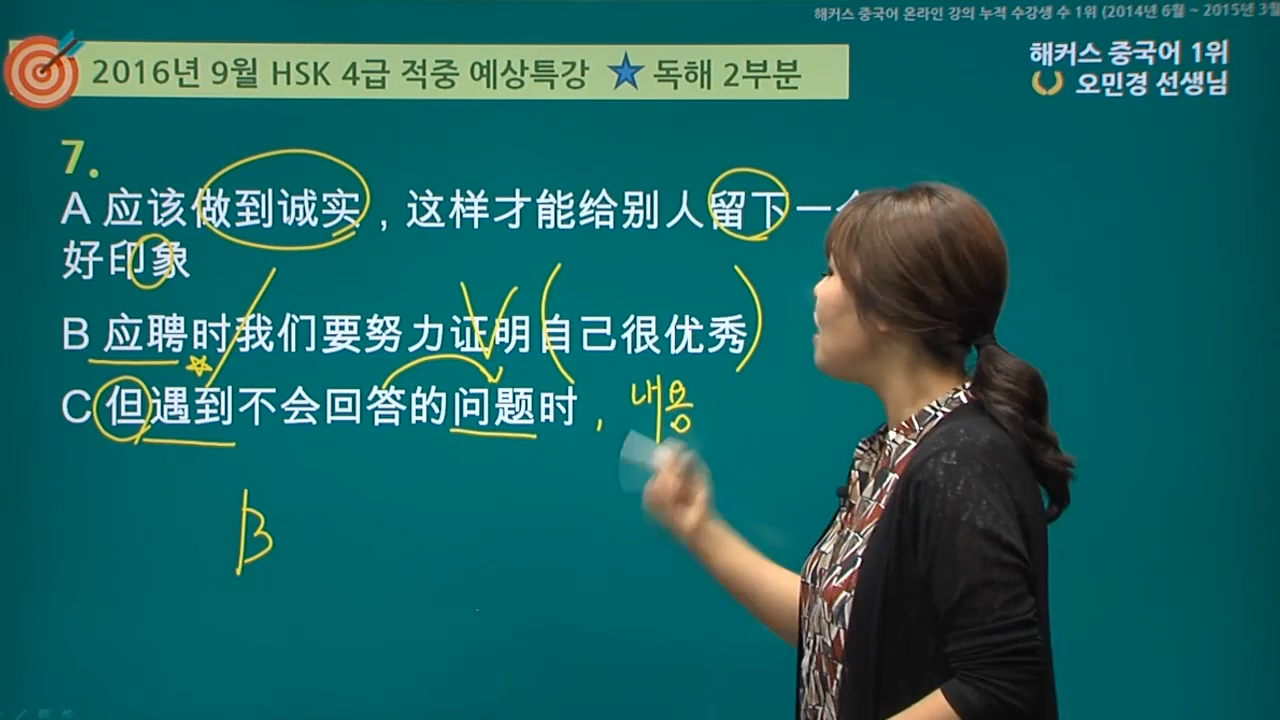 해커스 중국어 온라인 강의 누적 수강생 수 1위 (2014년 6월 ~ 2015년 3월
2016년 9월 HSK 4급 적중 예상특강 ★ 독해 2부분
해커스 중국어 1위
오민경 선생님
7.
A 应该做到诚实，这样才能给别人留下一
好印象
B 应聘时我们要努力证明自己很优秀
C 但遇到不会回答的问题时，
내용
B